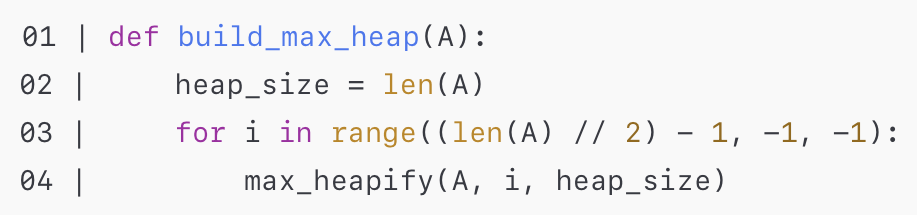 01 | def build_max_heap(A):
02 |     heap_size = len(A)
03 |     for i in range((len(A) // 2) - 1, -1, -1):
04 |         max_heapify(A, i, heap_size)